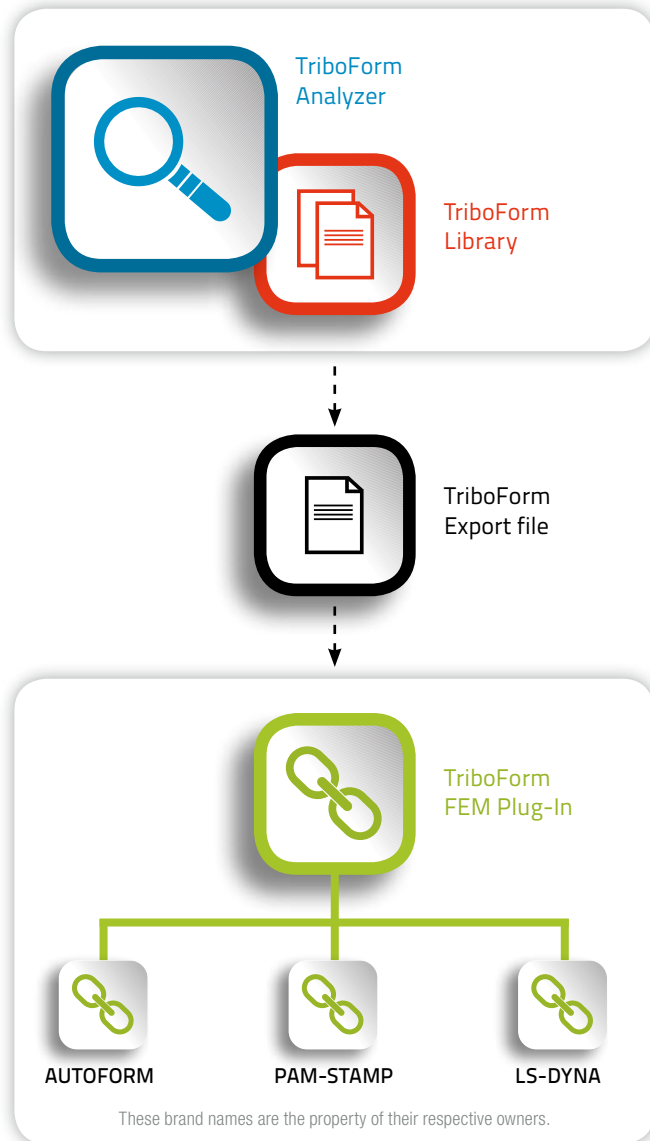 TriboForm
Analyzer
TriboForm
Library
TriboForm
Export file
TriboForm
FEM Plug-In
AUTOFORM
PAM-STAMP
LS-DYNA
These brand names are the property of their respective owners.